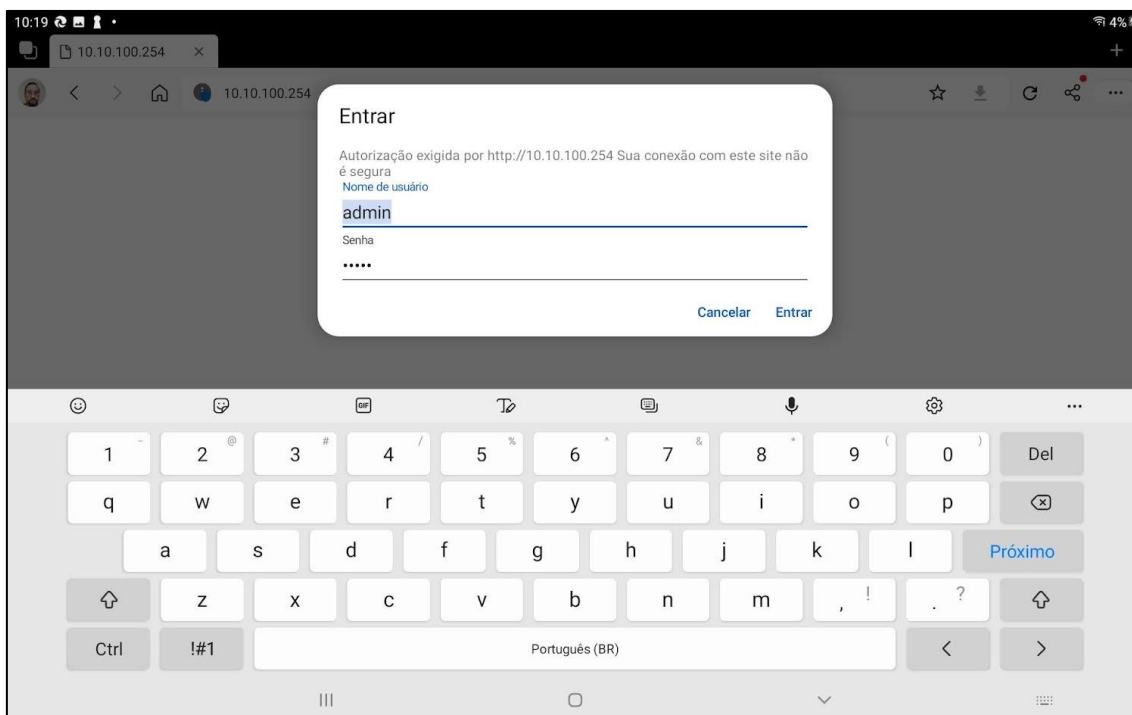 10:19
4%
10.10.100.254
10.10.100.254
Entrar
Autorização exigida por http://10.10.100.254 Sua conexão com este site não
é segura
Nome de usuário
admin
Senha
•••••
Cancelar Entrar
GIF
1 - 2 @ 3 # 4 / 5 % 6 ^ 7 & 8 * 9 ( 0 ) Del
q w e r t y u i o p
a s d f g h j k l Próximo
z x c v b n m , ! . ?
Ctrl !#1 Português (BR) < >